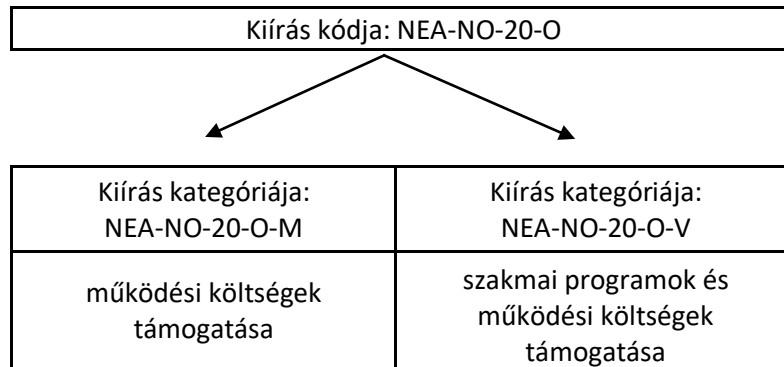 Kiírás kódja: NEA-NO-20-O
Kiírás kategóriája:
NEA-NO-20-O-M
Kiírás kategóriája:
NEA-NO-20-O-V
működési költségek
támogatása
szakmai programok és
működési költségek
támogatása